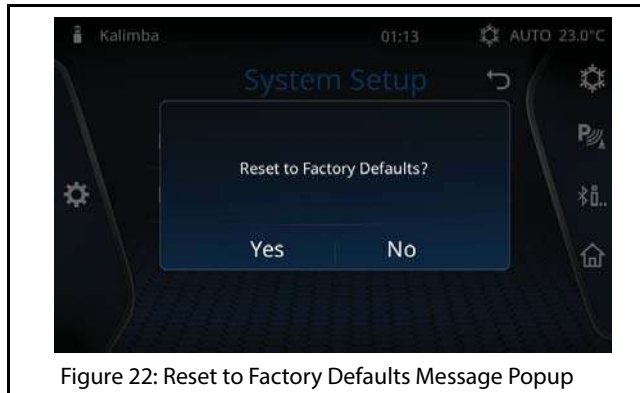 Kalimba 01:13 AUTO 23.0°C
System Setup
Reset to Factory Defaults?
Yes No
Figure 22: Reset to Factory Defaults Message Popup